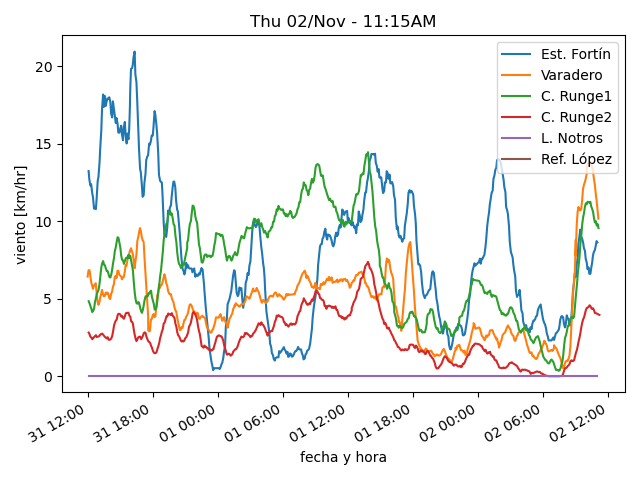 Thu 02/Nov - 11:15AM
Est. Fortín
Varadero
C. Runge1
C. Runge2
L. Notros
Ref. López
viento [km/hr]
20
15
10
5
0
31 12:00
31 18:00
01 00:00
01 06:00
01 12:00
01 18:00
02 00:00
02 06:00
02 12:00
fecha y hora